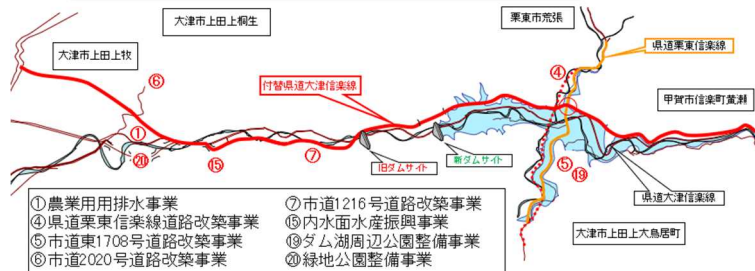 大津市上田上桐生
栗東市荒張
大津市上田上牧
県道栗東信楽線
⑥
④
付替県道大津信楽線
甲賀市信楽町黄瀬
①
⑳
⑮
⑦
旧ダムサイト
新ダムサイト
⑤
⑲
県道大津信楽線
大津市上田上大鳥居町
①農業用用排水事業
④県道栗東信楽線道路改築事業
⑤市道東1708号道路改築事業
⑥市道2020号道路改築事業
⑦市道1216号道路改築事業
⑮内水面水産振興事業
⑲ダム湖周辺公園整備事業
⑳緑地公園整備事業